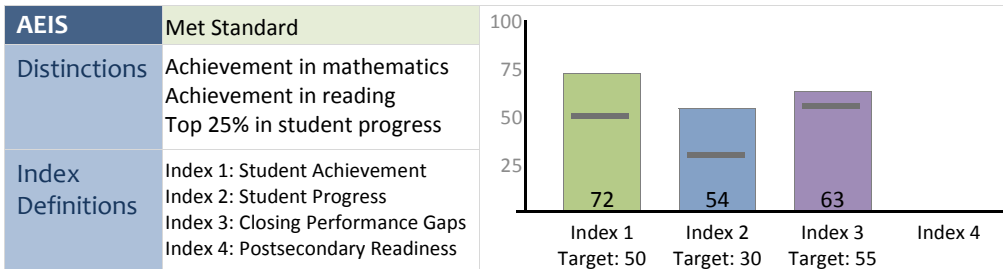 AEIS
Met Standard
Distinctions
Achievement in mathematics
Achievement in reading
Top 25% in student progress
Index
Definitions
Index 1: Student Achievement
Index 2: Student Progress
Index 3: Closing Performance Gaps
Index 4: Postsecondary Readiness
100
75
50
25
72
54
63
Index 1
Target: 50
Index 2
Target: 30
Index 3
Target: 55
Index 4